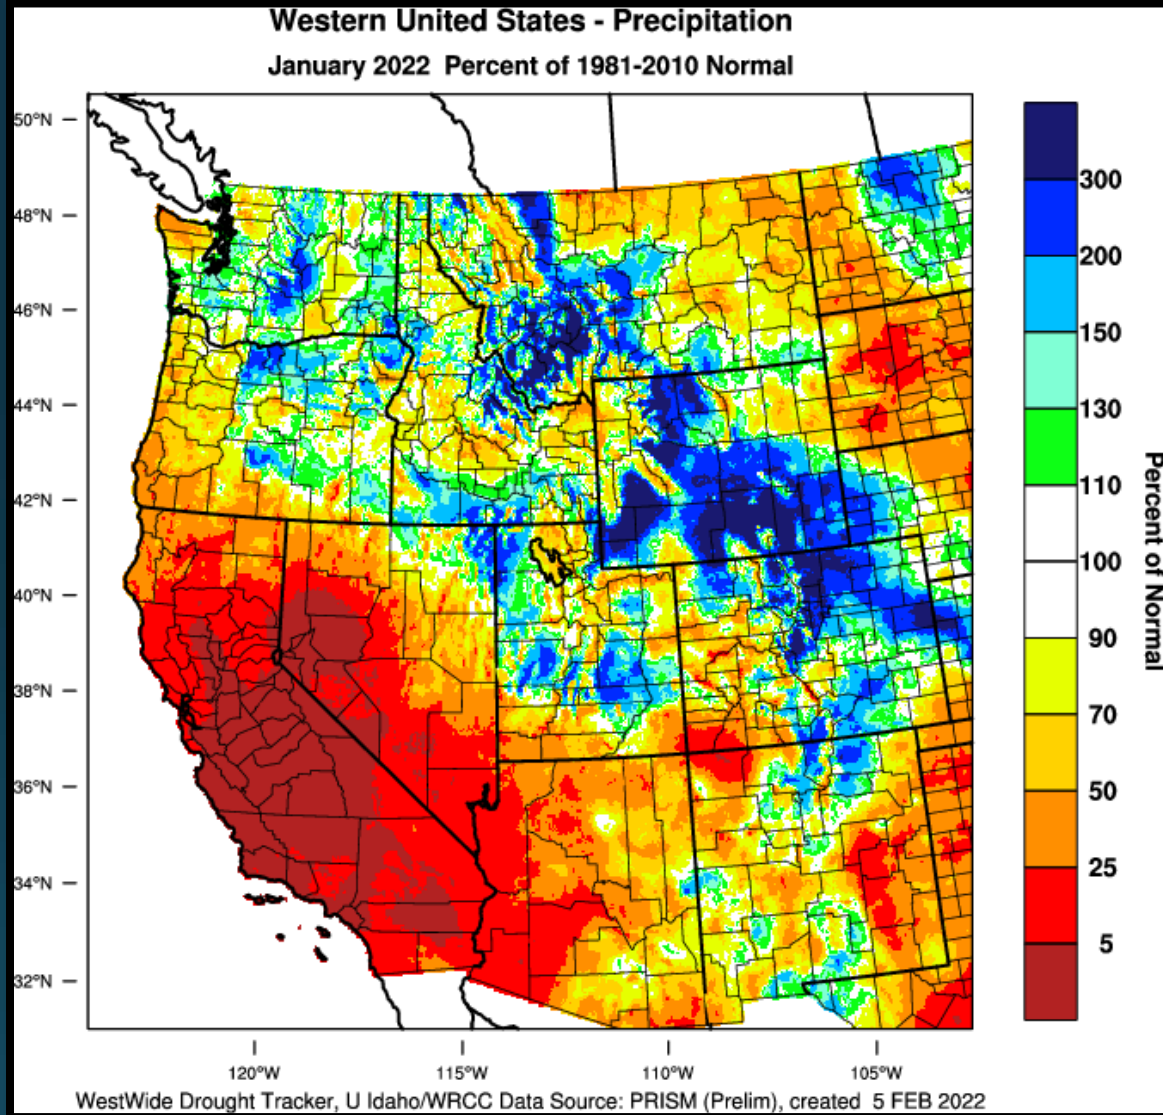 Western United States - Precipitation
January 2022 Percent of 1981-2010 Normal
50°N
48°N
46°N
44°N
42°N
40°N
38°N
36°N
34°N
32°N
120°W
115°W
110°W
105°W
300
200
150
130
110
100
90
70
50
25
5
Percent of Normal
WestWide Drought Tracker, U Idaho/WRCC Data Source: PRISM (Prelim), created 5 FEB 2022